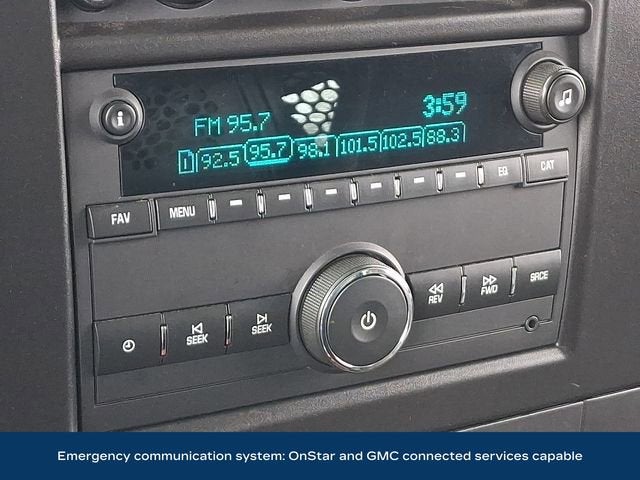 3:59
FM 95.7
1 92.5 95.7 98.1 101.5 102.5 88.3
FAV MENU EQ CAT
SEEK SEEK REV FWD SRCE
Emergency communication system: OnStar and GMC connected services capable